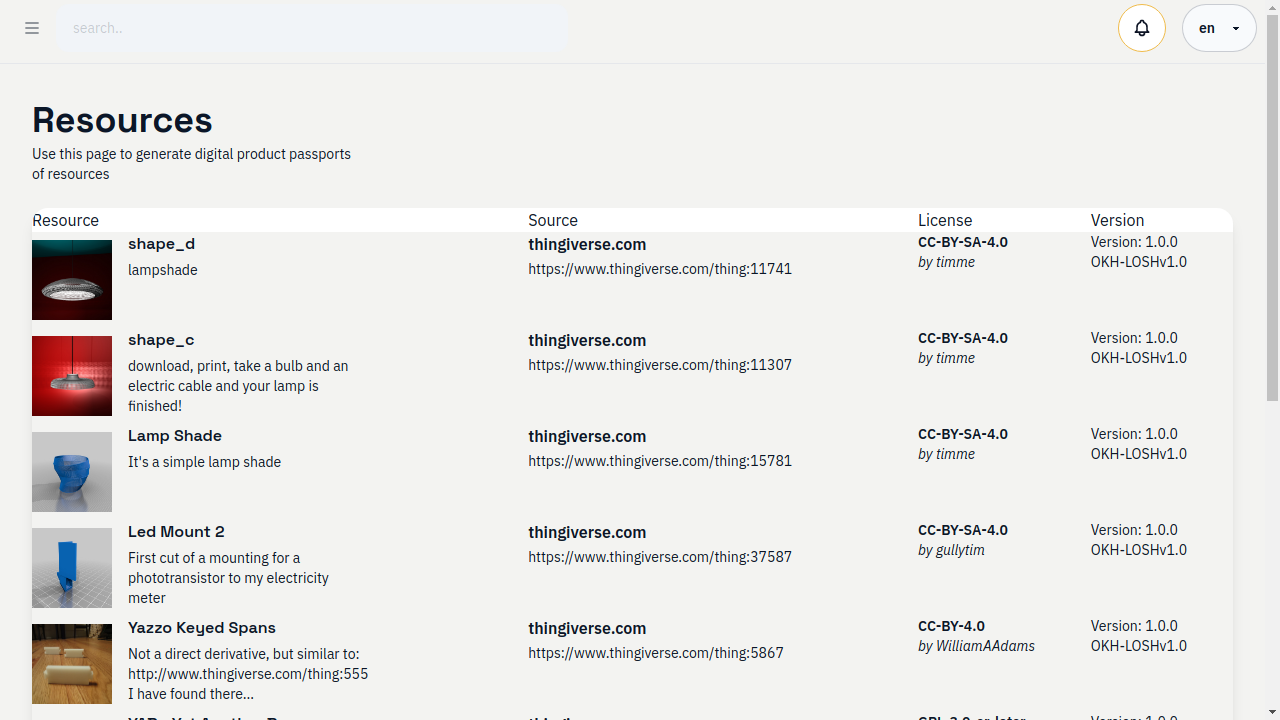 search..
en
Resources
Use this page to generate digital product passports
of resources
Resource Source License Version
shape_d thingiverse.com CC-BY-SA-4.0 Version: 1.0.0
lampshade https://www.thingiverse.com/thing:11741 by timme OKH-LOSHv1.0
shape_c thingiverse.com CC-BY-SA-4.0 Version: 1.0.0
download, print, take a bulb and an https://www.thingiverse.com/thing:11307 by timme OKH-LOSHv1.0
electric cable and your lamp is
finished!
Lamp Shade thingiverse.com CC-BY-SA-4.0 Version: 1.0.0
It's a simple lamp shade https://www.thingiverse.com/thing:15781 by timme OKH-LOSHv1.0
Led Mount 2 thingiverse.com CC-BY-SA-4.0 Version: 1.0.0
First cut of a mounting for a https://www.thingiverse.com/thing:37587 by gullytim OKH-LOSHv1.0
phototransistor to my electricity
meter
Yazzo Keyed Spans thingiverse.com CC-BY-4.0 Version: 1.0.0
Not a direct derivative, but similar to: https://www.thingiverse.com/thing:5867 by WilliamAAdams OKH-LOSHv1.0
http://www.thingiverse.com/thing:555
I have found there...